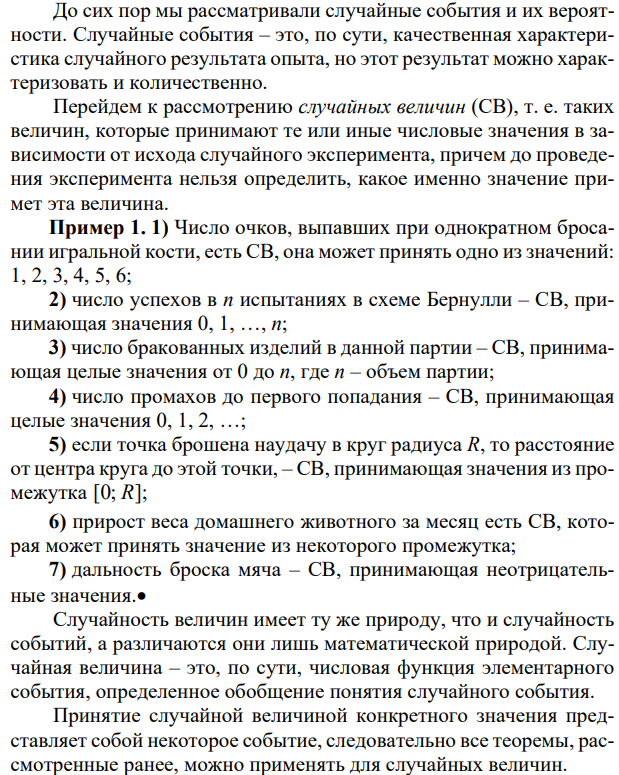 До сих пор мы рассматривали случайные события и их вероят-
ности. Случайные события – это, по сути, качественная характери-
стика случайного результата опыта, но этот результат можно харак-
теризовать и количественно.
Перейдем к рассмотрению случайных величин (СВ), т. е. таких
величин, которые принимают те или иные числовые значения в за-
висимости от исхода случайного эксперимента, причем до проведе-
ния эксперимента нельзя определить, какое именно значение при-
мет эта величина.
Пример 1. 1) Число очков, выпавших при однократном броса-
нии игральной кости, есть СВ, она может принять одно из значений:
1, 2, 3, 4, 5, 6;
2) число успехов в n испытаниях в схеме Бернулли – СВ, при-
нимающая значения 0, 1, …, n;
3) число бракованных изделий в данной партии – СВ, принима-
ющая целые значения от 0 до n, где n – объем партии;
4) число промахов до первого попадания – СВ, принимающая
целые значения 0, 1, 2, …;
5) если точка брошена наудачу в круг радиуса R, то расстояние
от центра круга до этой точки, – СВ, принимающая значения из про-
межутка [0; R];
6) прирост веса домашнего животного за месяц есть СВ, кото-
рая может принять значение из некоторого промежутка;
7) дальность броска мяча – СВ, принимающая неотрицатель-
ные значения.•
Случайность величин имеет ту же природу, что и случайность
событий, а различаются они лишь математической природой. Слу-
чайная величина – это, по сути, числовая функция элементарного
события, определенное обобщение понятия случайного события.
Принятие случайной величиной конкретного значения пред-
ставляет собой некоторое событие, следовательно все теоремы, рас-
смотренные ранее, можно применять для случайных величин.